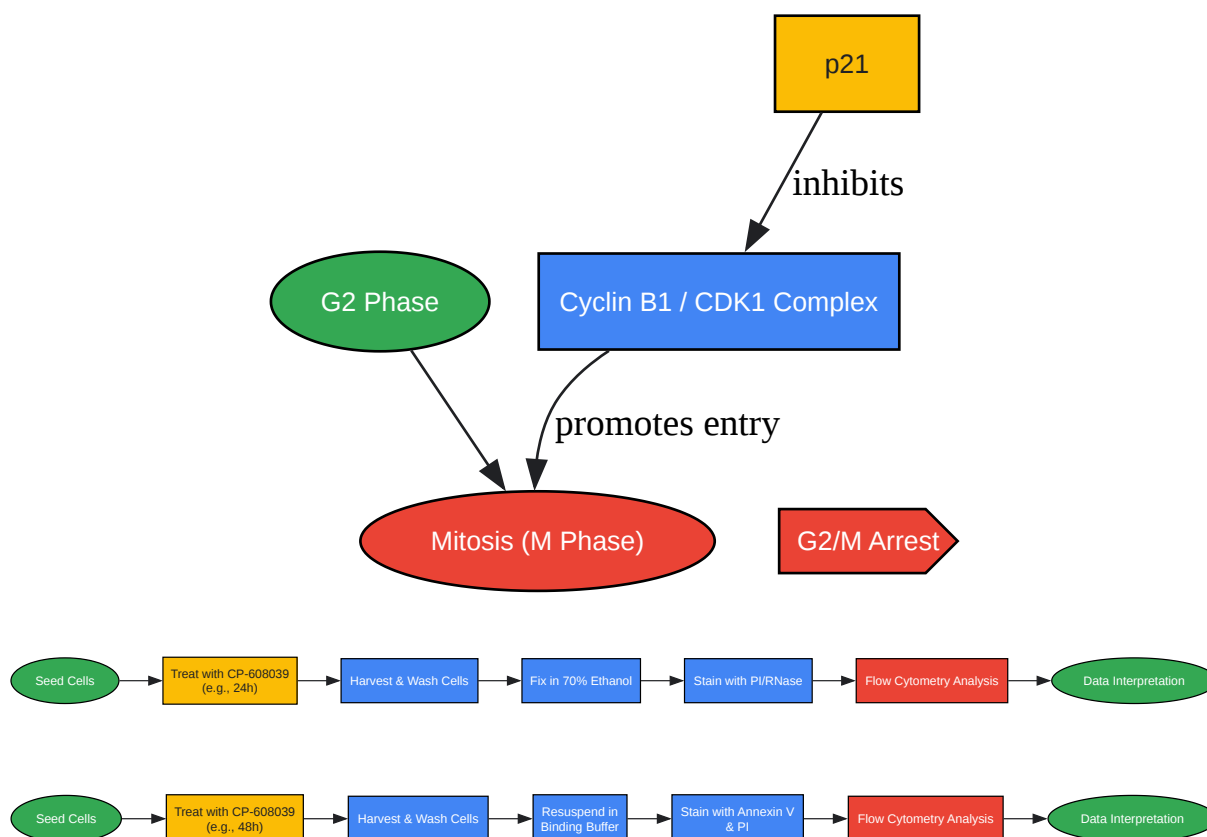 p21
inhibits
G2 Phase
Cyclin B1 / CDK1 Complex
promotes entry
Mitosis (M Phase)
G2/M Arrest
Seed Cells
Treat with CP-608039
(e.g., 24h)
Harvest & Wash Cells
Fix in 70% Ethanol
Stain with PI/RNase
Flow Cytometry Analysis
Data Interpretation
Seed Cells
Treat with CP-608039
(e.g., 48h)
Harvest & Wash Cells
Resuspend in
Binding Buffer
Stain with Annexin V
& PI
Flow Cytometry Analysis
Data Interpretation